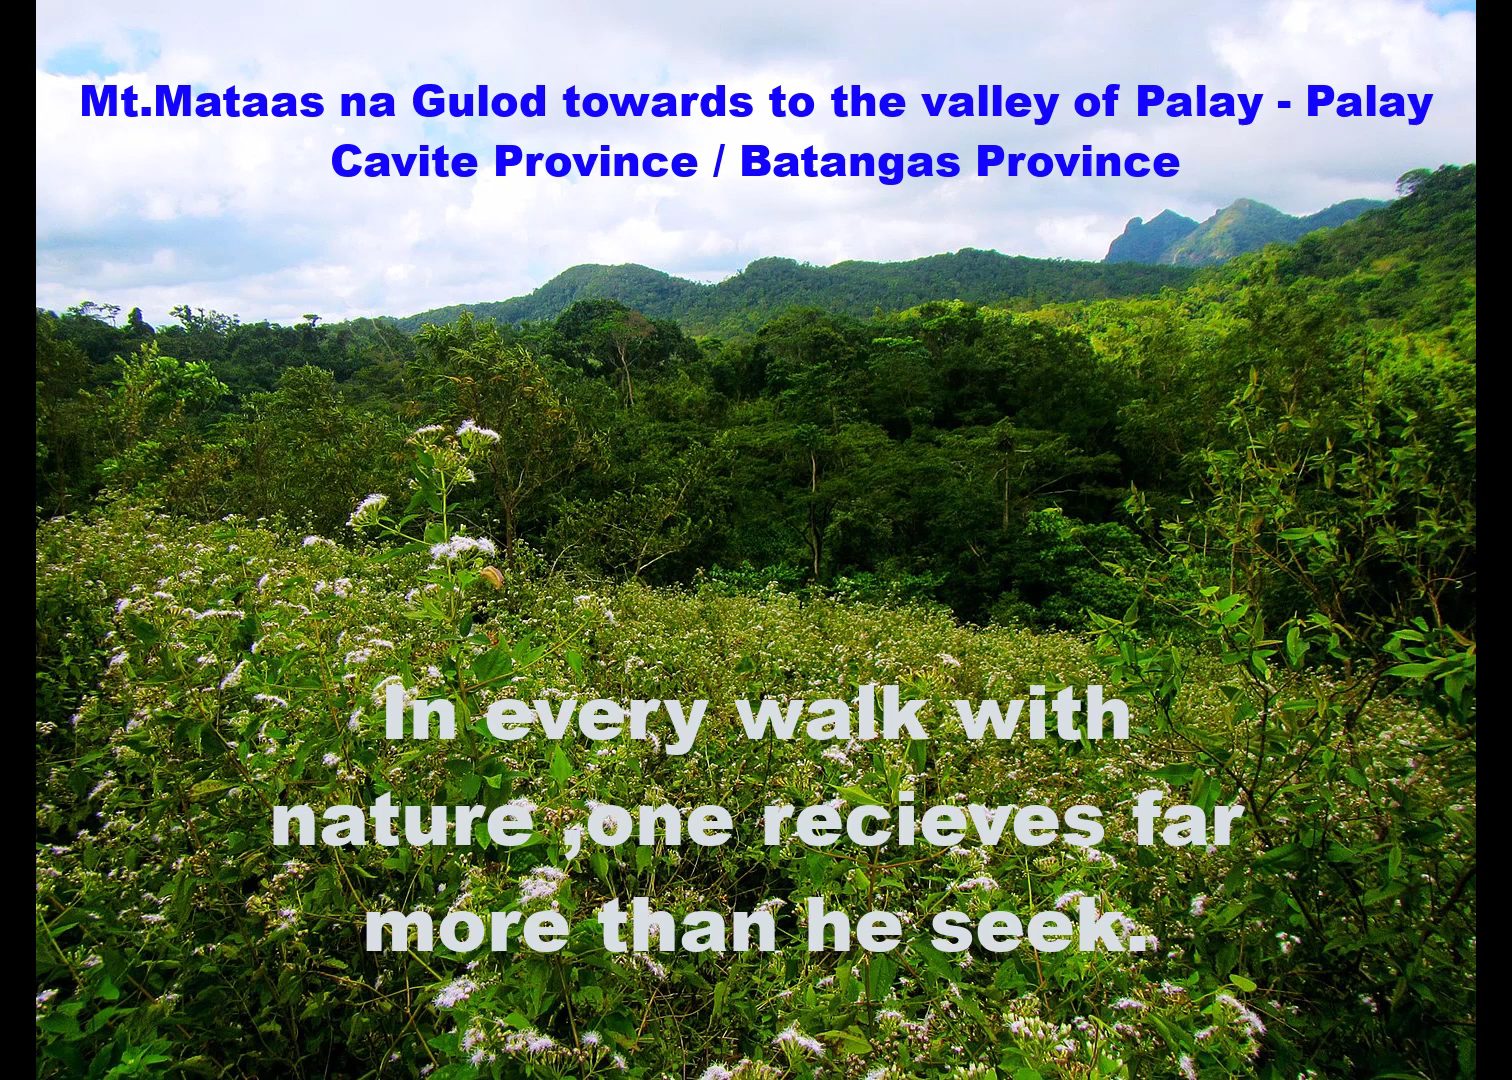 Mt.Mataas na Gulod towards to the valley of Palay - Palay
Cavite Province / Batangas Province
In every walk with
nature ,one recieves far
more than he seek.